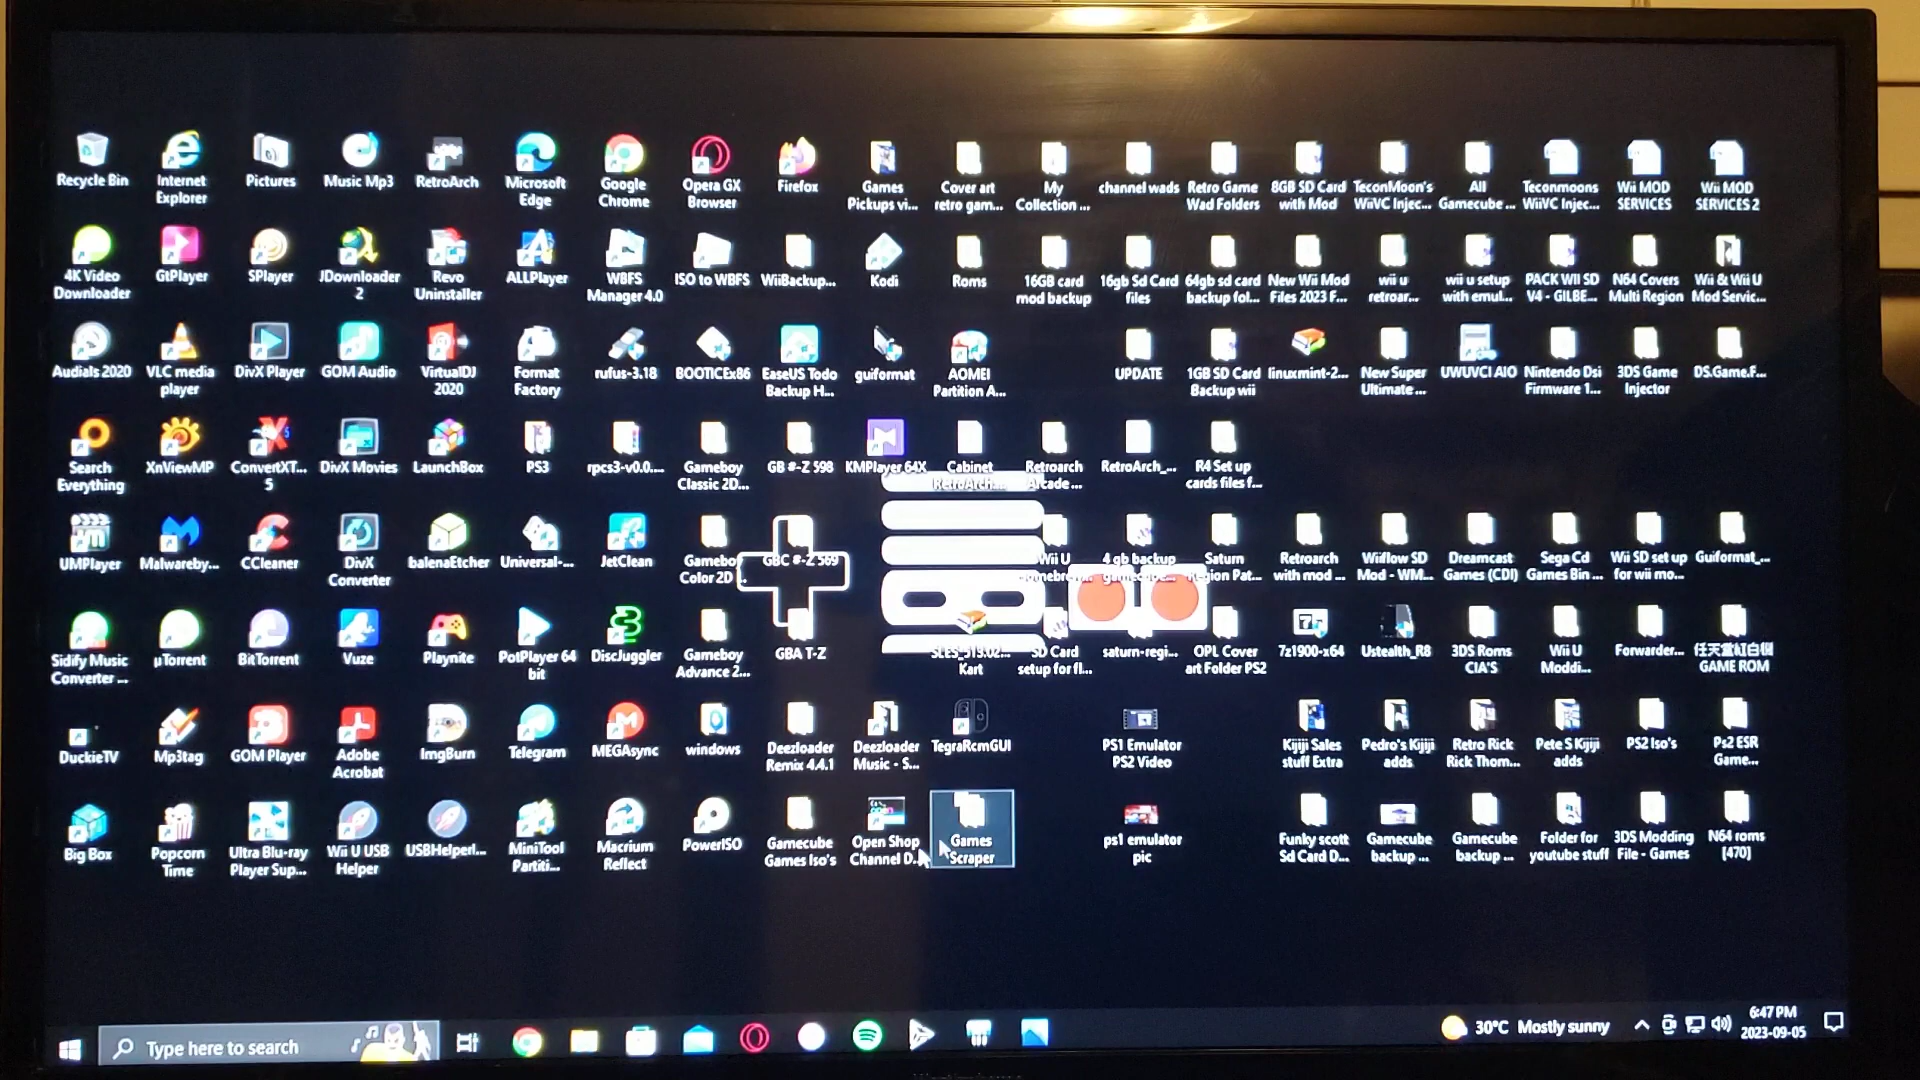 Recycle Bin
Internet
Explorer
Pictures
Music Mp3
RetroArch
Microsoft
Edge
Google
Chrome
Opera GX
Browser
Firefox
Games
Pickups vi...
Cover art
retro gam...
My
Collection ...
channel wads
Retro Game
Wad Folders
8GB SD Card
with Mod
TeconMoon's
WiiVC Injec...
All
Gamecube ...
Teconmoons
WiiVC Injec...
Wii MOD
SERVICES
Wii MOD
SERVICES 2
4K Video
Downloader
GtPlayer
SPlayer
JDownloader
2
Revo
Uninstaller
ALLPlayer
WBFS
Manager 4.0
ISO to WBFS
WiiBackup...
Kodi
Roms
16GB card
mod backup
16gb Sd Card
files
64gb sd card
backup fol...
New Wii Mod
Files 2023 F...
wii u
retroar...
wii u setup
with emul...
PACK WII SD
V4 - GILBE...
N64 Covers
Multi Region
Wii & Wii U
Mod Servic...
Audials 2020
VLC media
player
DivX Player
GOM Audio
VirtualDJ
2020
Format
Factory
rufus-3.18
BOOTICEx86
EaseUS Todo
Backup H...
guiformat
AOMEI
Partition A...
UPDATE
1GB SD Card
Backup wii
linuxmint-2...
New Super
Ultimate ...
UWUVCI AIO
Nintendo Dsi
Firmware 1...
3DS Game
Injector
DS.Game.F...
Search
Everything
XnViewMP
ConvertXT...
5
DivX Movies
LaunchBox
PS3
rpcs3-v0.0....
Gameboy
Classic 2D...
GB #-Z 598
KMPlayer 64X
Cabinet
RetroArch...
Retroarch
Arcade ...
RetroArch_...
R4 Set up
cards files f...
UMPlayer
Malwareby...
CCleaner
DivX
Converter
balenaEtcher
Universal-...
JetClean
Gameboy
Color 2D ...
GBC #-Z 569
Wii U
4 gb backup
Saturn
Region Pat...
Retroarch
with mod ...
Wiiflow SD
Mod - WM...
Dreamcast
Games (CDI)
Sega Cd
Games Bin ...
Wii SD set up
for wii mo...
Guiformat_...
Sidify Music
Converter ...
µTorrent
BitTorrent
Vuze
Playnite
PotPlayer 64
bit
DiscJuggler
Gameboy
Advance 2...
GBA T-Z
Kart
SD Card
setup for fl...
saturn-regi...
OPL Cover
art Folder PS2
7z1900-x64
Ustealth_R8
3DS Roms
CIA'S
Wii U
Moddi...
Forwarder...
任天堂紅白機
GAME ROM
DuckieTV
Mp3tag
GOM Player
Adobe
Acrobat
ImgBurn
Telegram
MEGAsync
windows
Deezloader
Remix 4.4.1
Deezloader
Music - S...
TegraRcmGUI
PS1 Emulator
PS2 Video
Kijiji Sales
stuff Extra
Pedro's Kijiji
adds
Retro Rick
Rick Thom...
Pete S Kijiji
adds
PS2 Iso's
Ps2 ESR
Game...
Big Box
Popcorn
Time
Ultra Blu-ray
Player Sup...
Wii U USB
Helper
USBHelperI...
MiniTool
Partiti...
Macrium
Reflect
PowerISO
Gamecube
Games Iso's
Open Shop
Channel D...
Games
Scraper
ps1 emulator
pic
Funky scott
Sd Card D...
Gamecube
backup ...
Gamecube
backup ...
Folder for
youtube stuff
3DS Modding
File - Games
N64 roms
[470]
Type here to search
30°C Mostly sunny
6:47 PM
2023-09-05